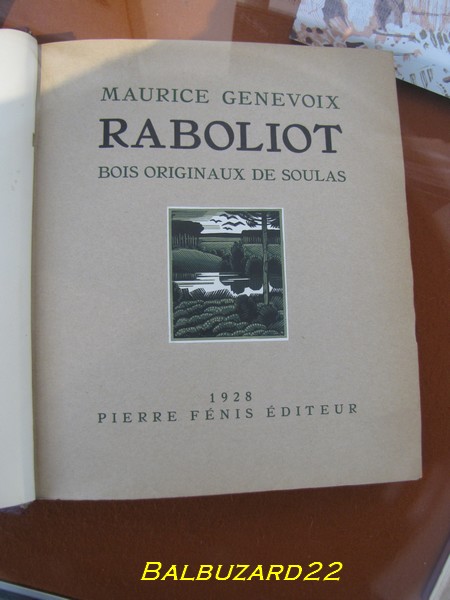 MAURICE GENEVOIX
RABOLIOT
BOIS ORIGINAUX DE SOULAS
1928
PIERRE FÉNIS ÉDITEUR
BALBUZARD22